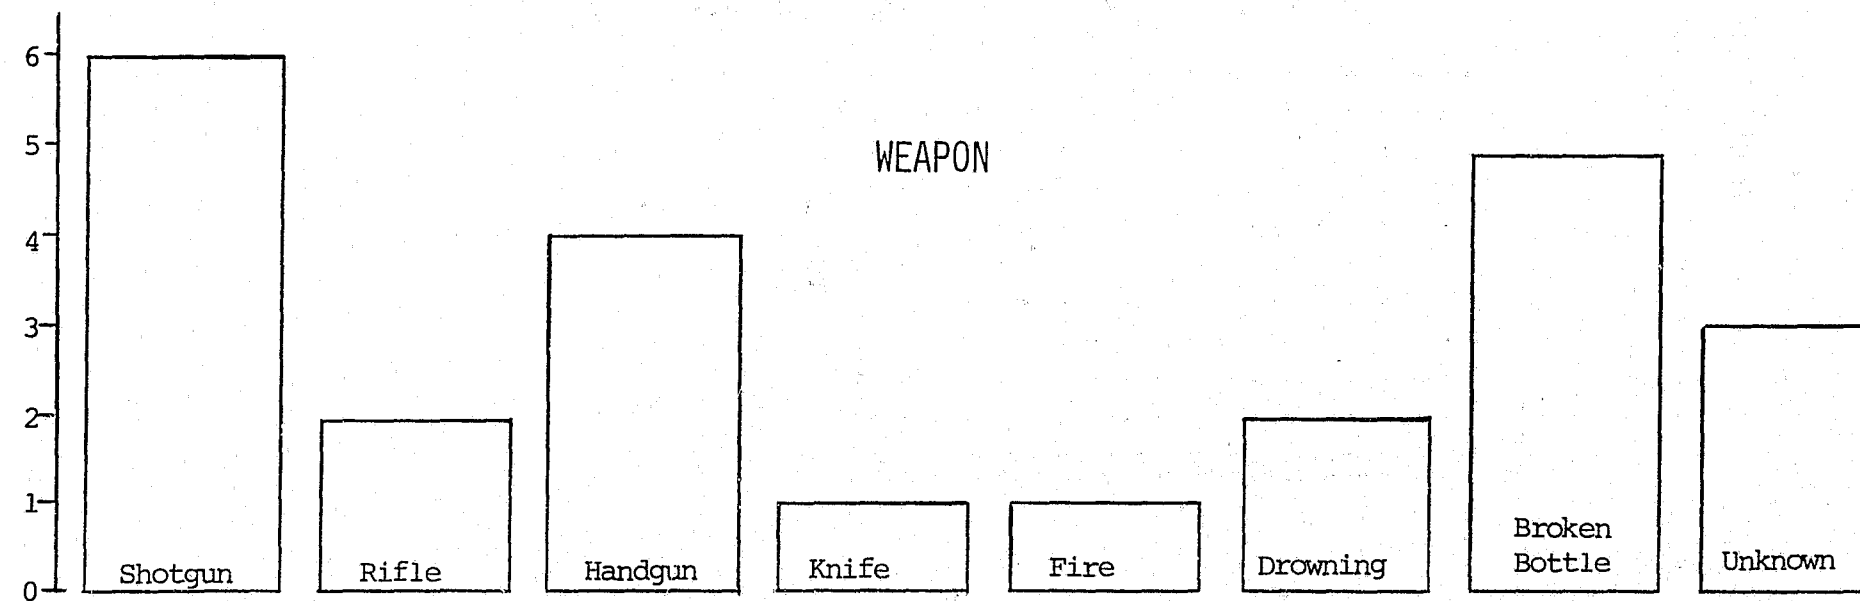 6
5
WEAPON
4
3
2
1
Broken
Bottle
Shotgun
Rifle
Handgun
Knife
Fire
Drowning
Unknown
0